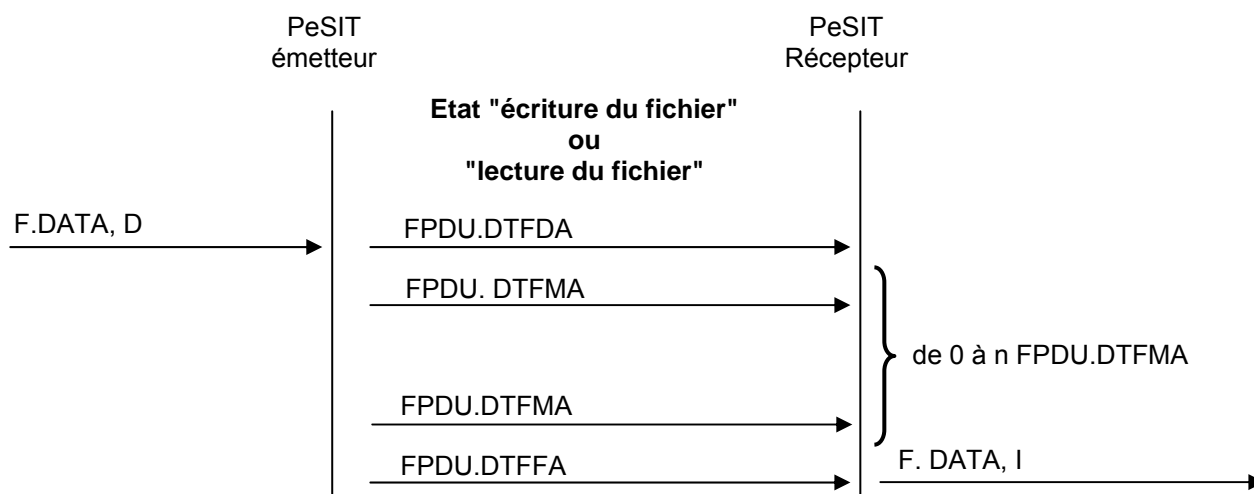 PeSIT
émetteur
PeSIT
Récepteur
Etat "écriture du fichier"
ou
"lecture du fichier"
F.DATA, D
FPDU.DTFDA
FPDU. DTFMA
de 0 à n FPDU.DTFMA
FPDU.DTFMA
FPDU.DTFFA
F. DATA, I